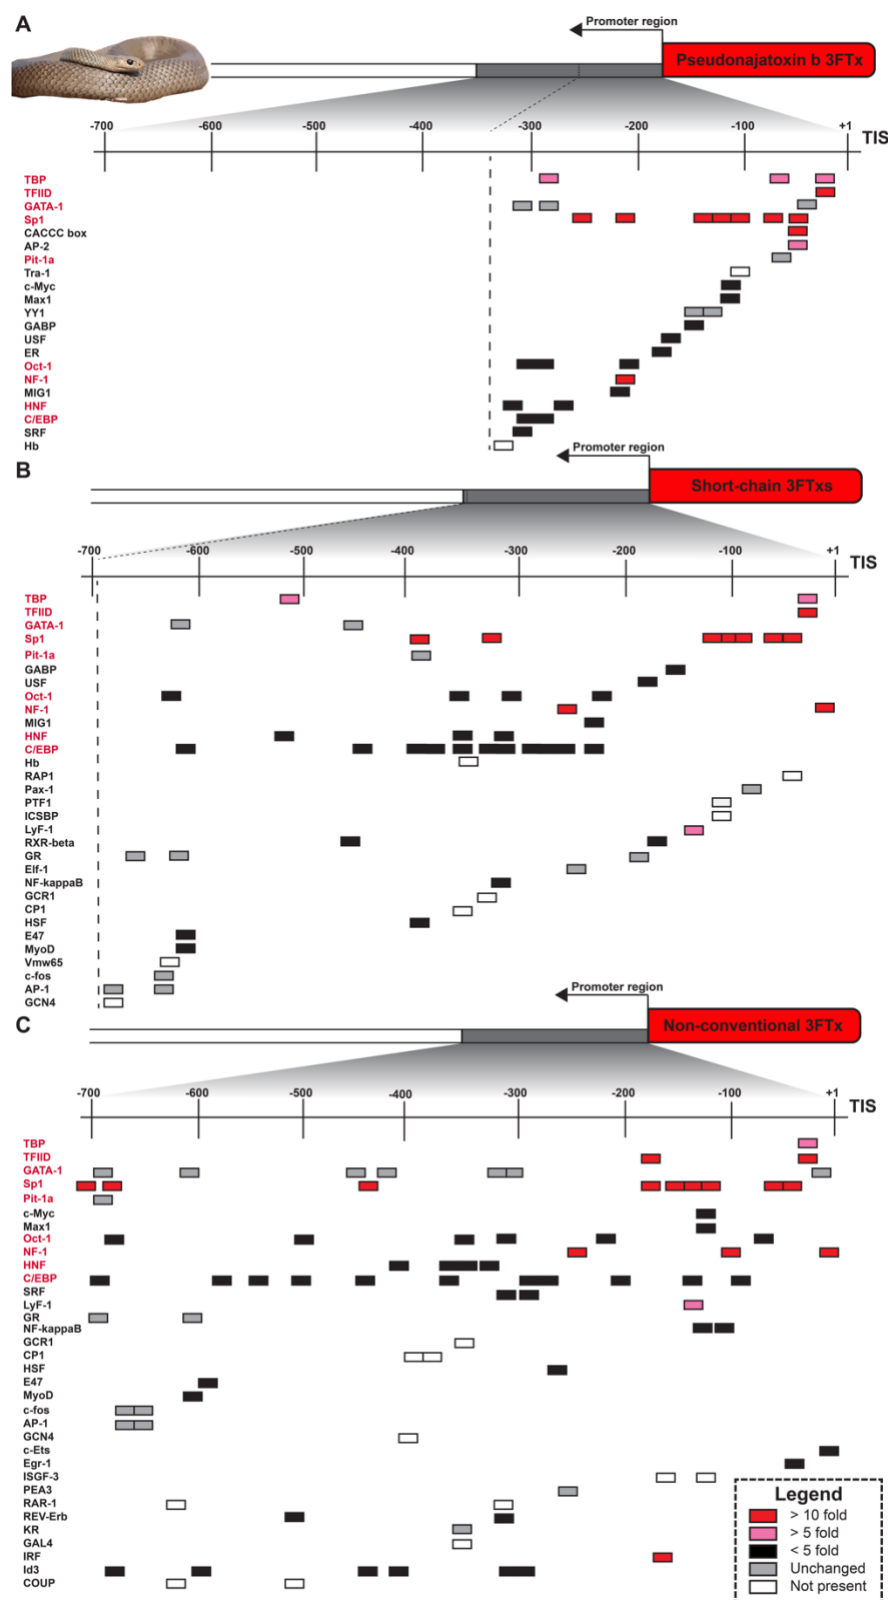 A
Promoter region
Pseudonajatoxin b 3FTx
-700 -600 -500 -400 -300 -200 -100 +1 TIS
TBP
TFIID
GATA-1
Sp1
CACCC box
AP-2
Pit-1a
Tra-1
c-Myc
Max1
YY1
GABP
USF
ER
Oct-1
NF-1
MIG1
HNF
C/EBP
SRF
Hb
B
Promoter region
Short-chain 3FTxs
-700 -600 -500 -400 -300 -200 -100 +1 TIS
TBP
TFIID
GATA-1
Sp1
Pit-1a
GABP
USF
Oct-1
NF-1
MIG1
HNF
C/EBP
Hb
RAP1
Pax-1
PTF1
ICSBP
LyF-1
RXR-beta
GR
Elf-1
NF-kappaB
GCR1
CP1
HSF
E47
MyoD
Vmw65
c-fos
AP-1
GCN4
C
Promoter region
Non-conventional 3FTx
-700 -600 -500 -400 -300 -200 -100 +1 TIS
TBP
TFIID
GATA-1
Sp1
Pit-1a
c-Myc
Max1
Oct-1
NF-1
HNF
C/EBP
SRF
LyF-1
GR
NF-kappaB
GCR1
CP1
HSF
E47
MyoD
c-fos
AP-1
GCN4
c-Ets
Egr-1
ISGF-3
PEA3
RAR-1
REV-Erb
KR
GAL4
IRF
Id3
COUP
Legend
> 10 fold
> 5 fold
< 5 fold
Unchanged
Not present